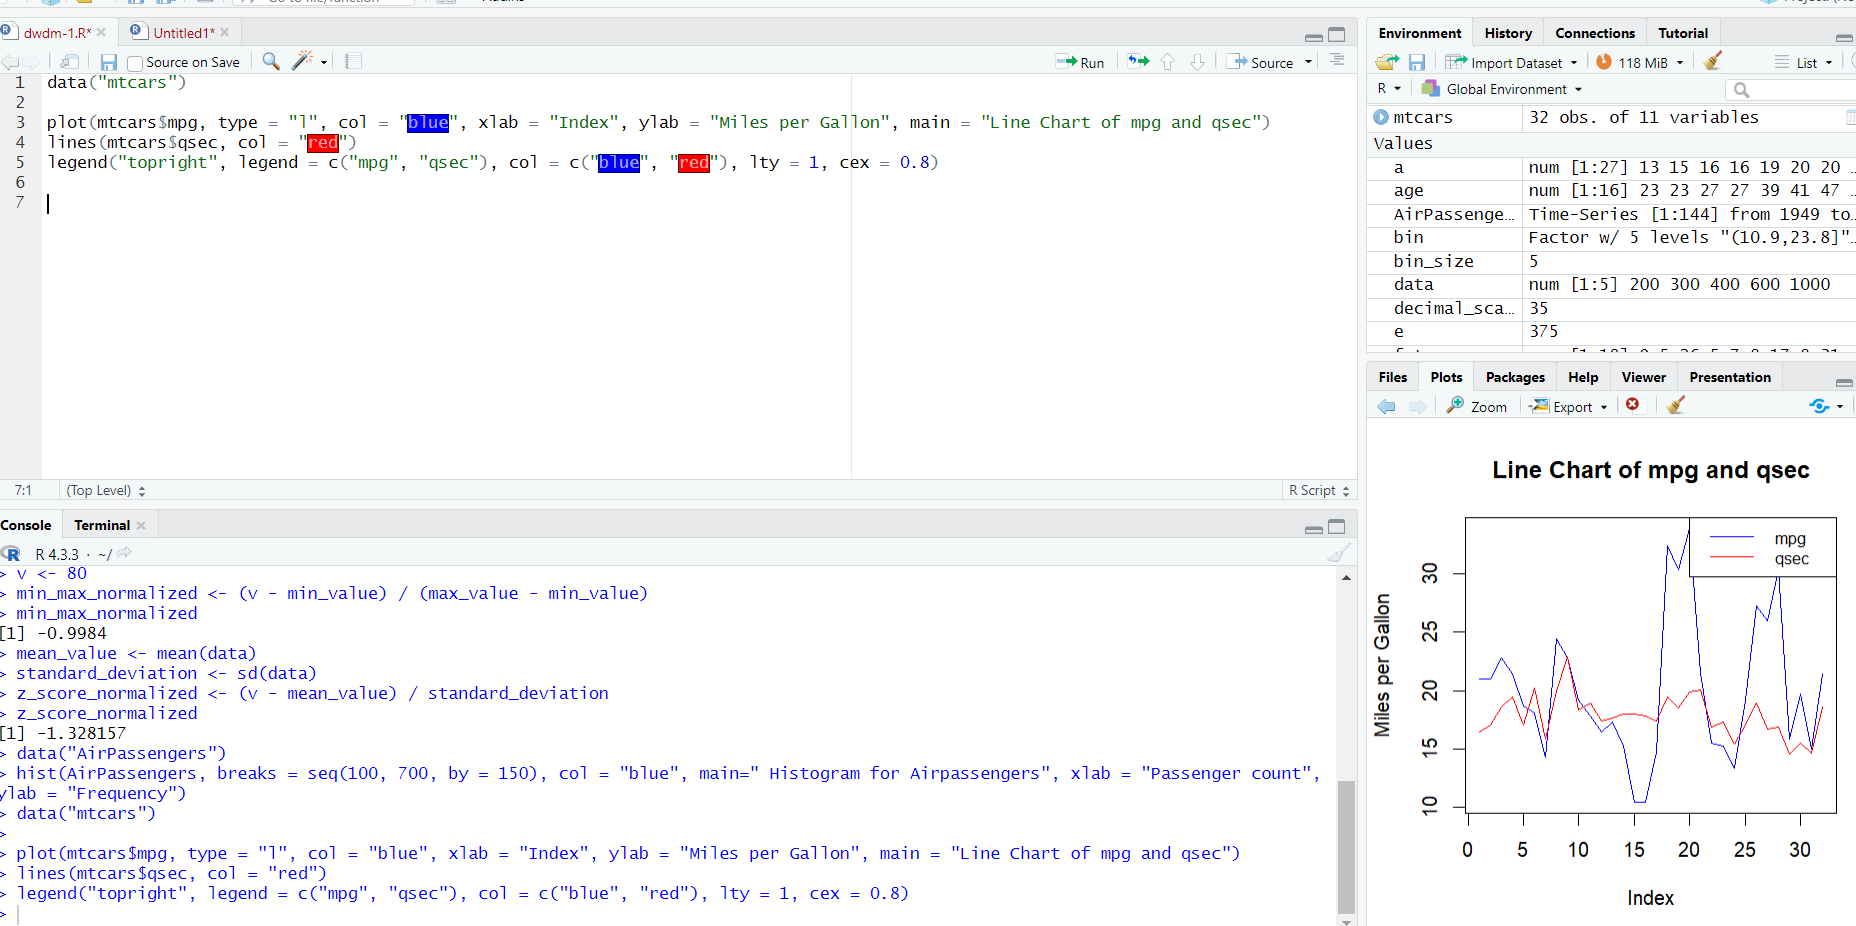 dwdm-1.R*
Untitled1*
Source on Save
Run
Source
1 data("mtcars")
2
3 plot(mtcars$mpg, type = "l", col = "blue", xlab = "Index", ylab = "Miles per Gallon", main = "Line Chart of mpg and qsec")
4 lines(mtcars$qsec, col = "red")
5 legend("topright", legend = c("mpg", "qsec"), col = c("blue", "red"), lty = 1, cex = 0.8)
6
7
7:1 (Top Level) R Script
Console Terminal
R R 4.3.3 · ~/
> v <- 80
> min_max_normalized <- (v - min_value) / (max_value - min_value)
> min_max_normalized
[1] -0.9984
> mean_value <- mean(data)
> standard_deviation <- sd(data)
> z_score_normalized <- (v - mean_value) / standard_deviation
> z_score_normalized
[1] -1.328157
> data("AirPassengers")
> hist(AirPassengers, breaks = seq(100, 700, by = 150), col = "blue", main=" Histogram for Airpassengers", xlab = "Passenger count",
ylab = "Frequency")
> data("mtcars")
>
> plot(mtcars$mpg, type = "l", col = "blue", xlab = "Index", ylab = "Miles per Gallon", main = "Line Chart of mpg and qsec")
> lines(mtcars$qsec, col = "red")
> legend("topright", legend = c("mpg", "qsec"), col = c("blue", "red"), lty = 1, cex = 0.8)
>
Environment History Connections Tutorial
Import Dataset 118 MiB List
R Global Environment
mtcars 32 obs. of 11 variables
Values
a num [1:27] 13 15 16 16 19 20 20 …
age num [1:16] 23 23 27 27 39 41 47 …
AirPassenge… Time-Series [1:144] from 1949 to…
bin Factor w/ 5 levels "(10.9,23.8]"…
bin_size 5
data num [1:5] 200 300 400 600 1000
decimal_sca… 35
e 375
Files Plots Packages Help Viewer Presentation
Zoom Export
Line Chart of mpg and qsec
mpg
qsec
Miles per Gallon
30
25
20
15
10
0 5 10 15 20 25 30
Index